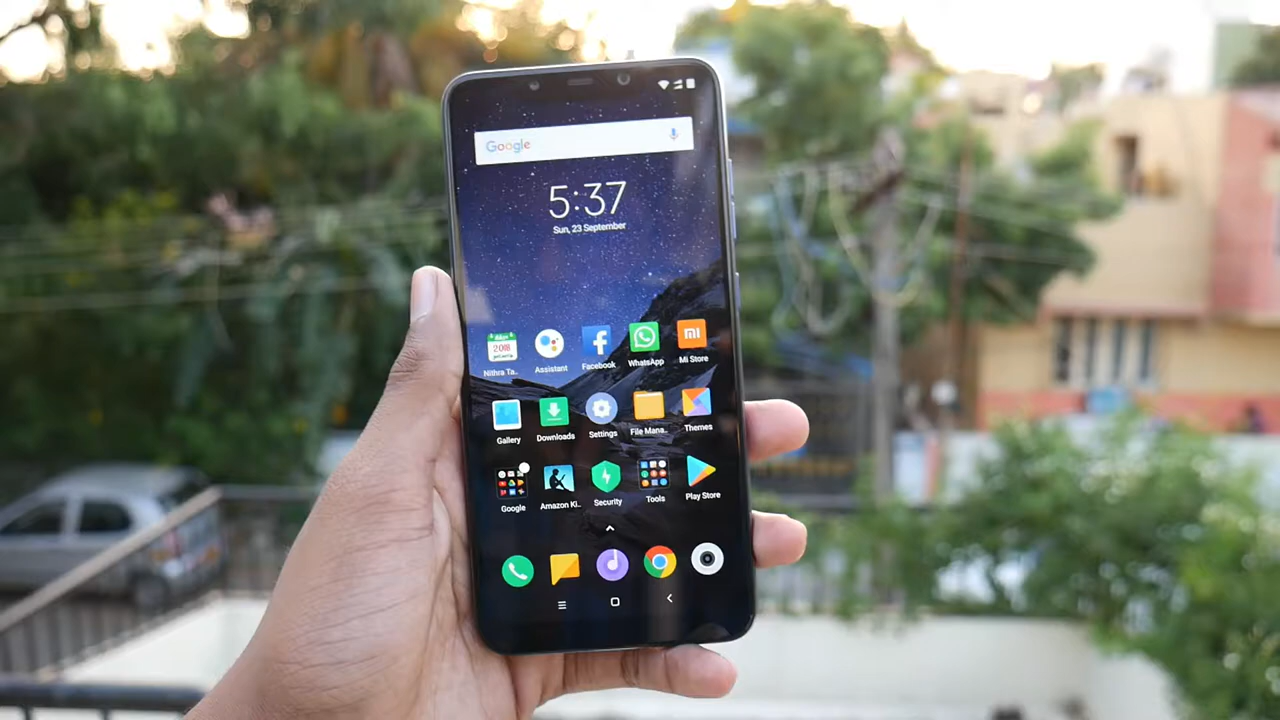 Google
5:37
Sun, 23 September
2018
Nithra Ta..
Assistant
Facebook
WhatsApp
mi
Mi Store
Gallery
Downloads
Settings
File Mana..
Themes
Google
Amazon Ki..
Security
Tools
Play Store